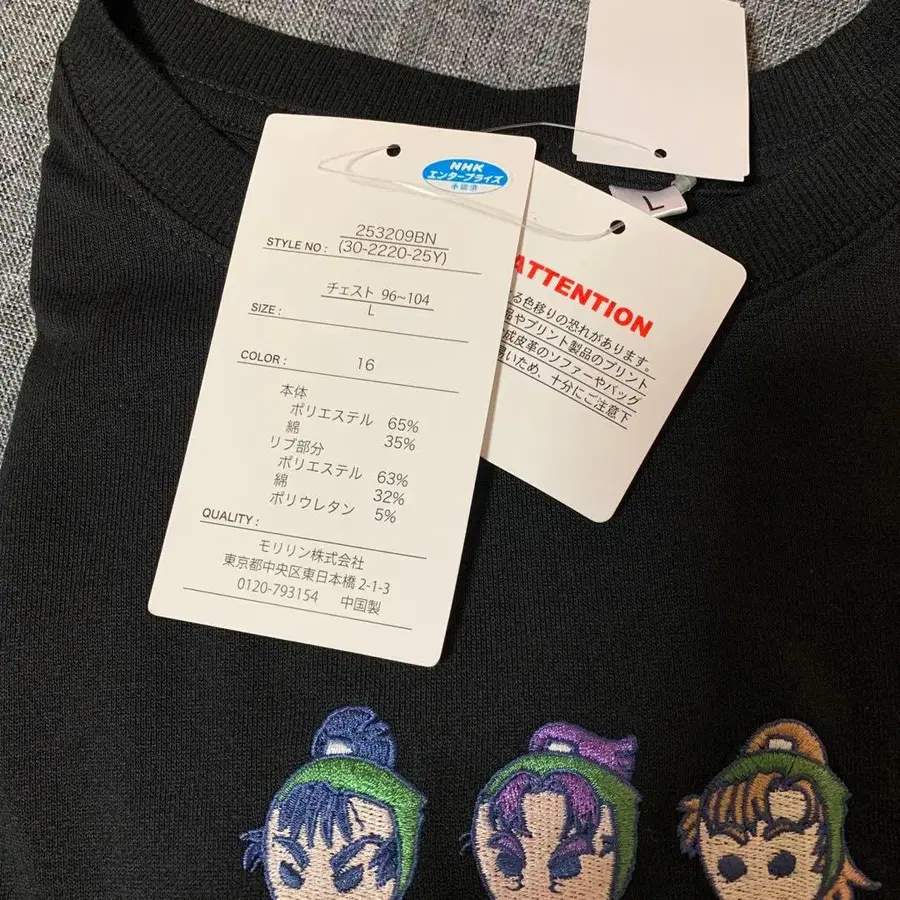 NHK
エンタープライズ
承認済
STYLE NO :
253209BN
(30-2220-25Y)
SIZE :
チェスト 96~104
L
COLOR :
16
本体
ポリエステル 65%
綿 35%
リブ部分
ポリエステル 63%
綿 32%
ポリウレタン 5%
QUALITY :
モリリン株式会社
東京都中央区東日本橋 2-1-3
0120-793154 中国製
L
ATTENTION
る色移りの恐れがあります。
品やプリント製品のプリント
成皮革のソファーやバッグ
易いため、十分にご注意下